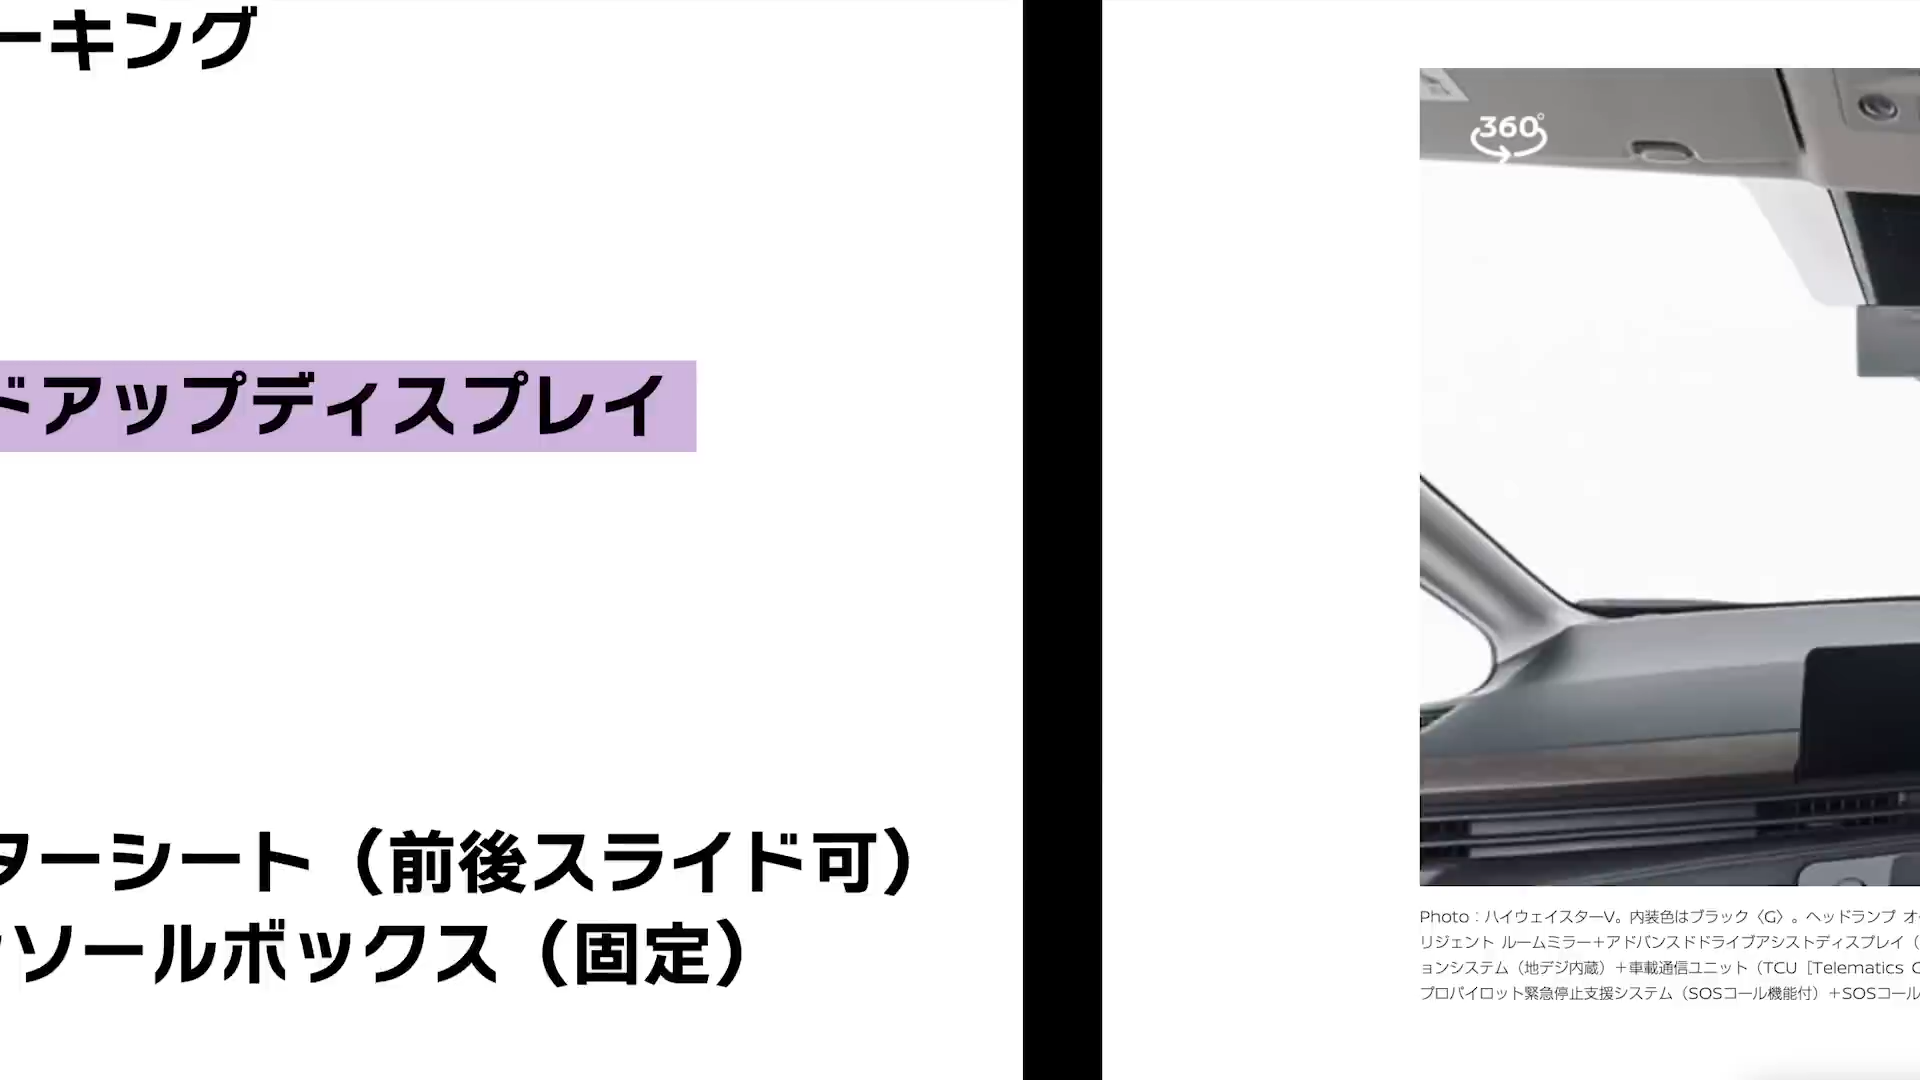 ーキング
ドアップディスプレイ
ターシート（前後スライド可）
ソールボックス（固定）
360°
Photo：ハイウェイスターV。内装色はブラック〈G〉。ヘッドランプ オ
リジェント ルームミラー＋アドバンスドドライブアシストディスプレイ（
ョンシステム（地デジ内蔵）＋車載通信ユニット（TCU［Telematics C
プロパイロット緊急停止支援システム（SOSコール機能付）＋SOSコール